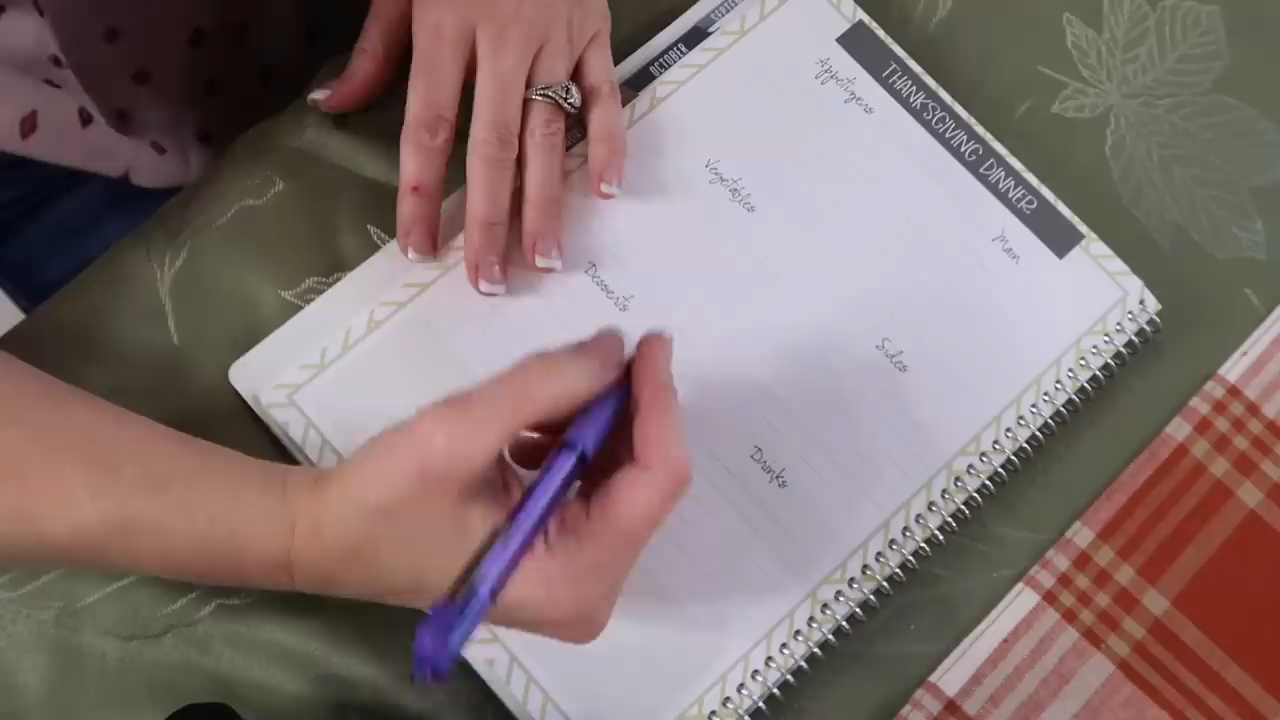 OCTOBER
THANKSGIVING DINNER
Appetizers
Main
Vegetables
Sides
Desserts
Drinks